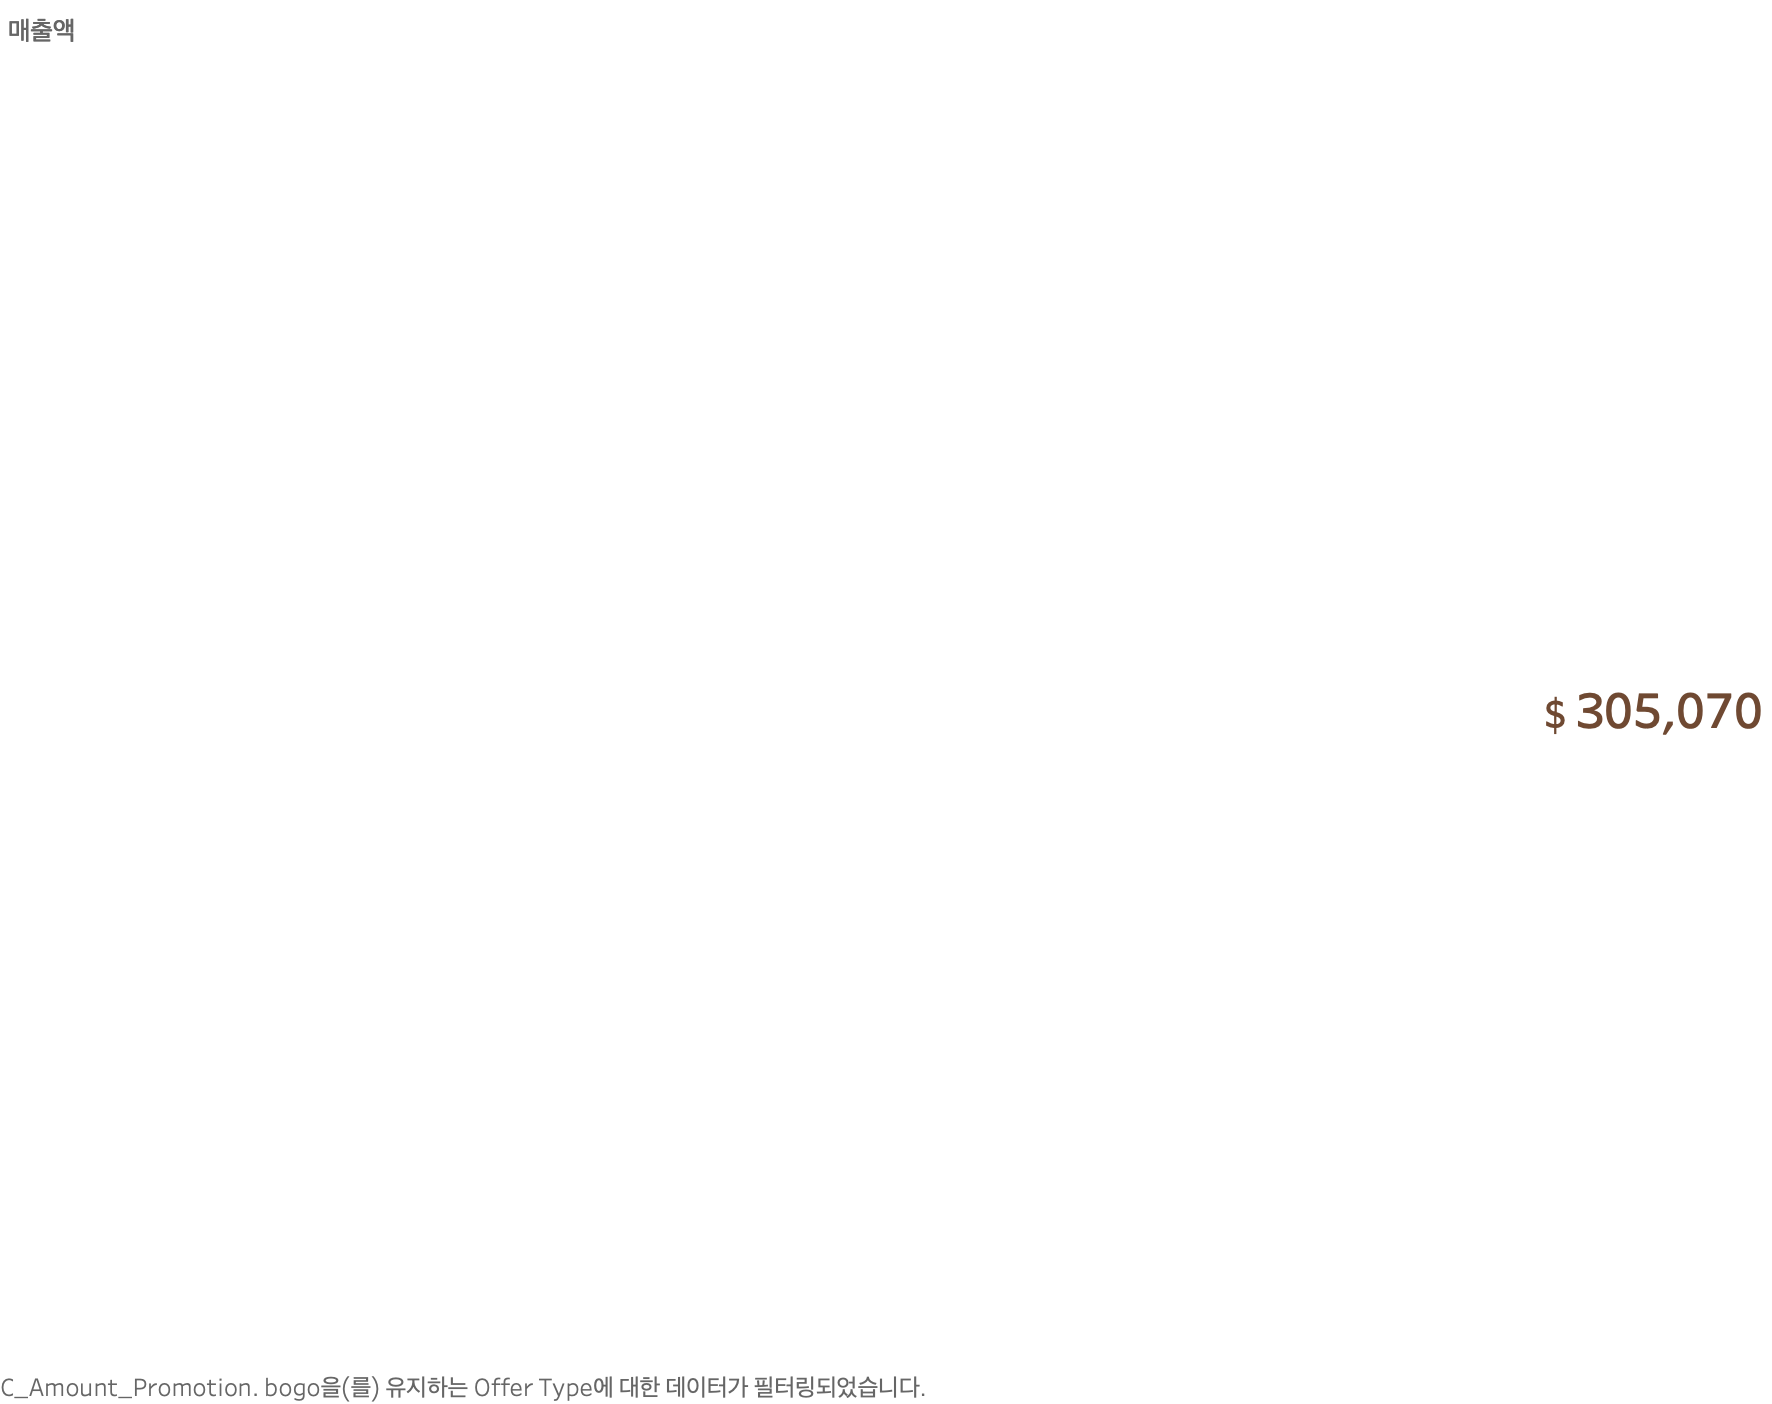 매출액
$ 305,070
C_Amount_Promotion. bogo을(를) 유지하는 Offer Type에 대한 데이터가 필터링되었습니다.